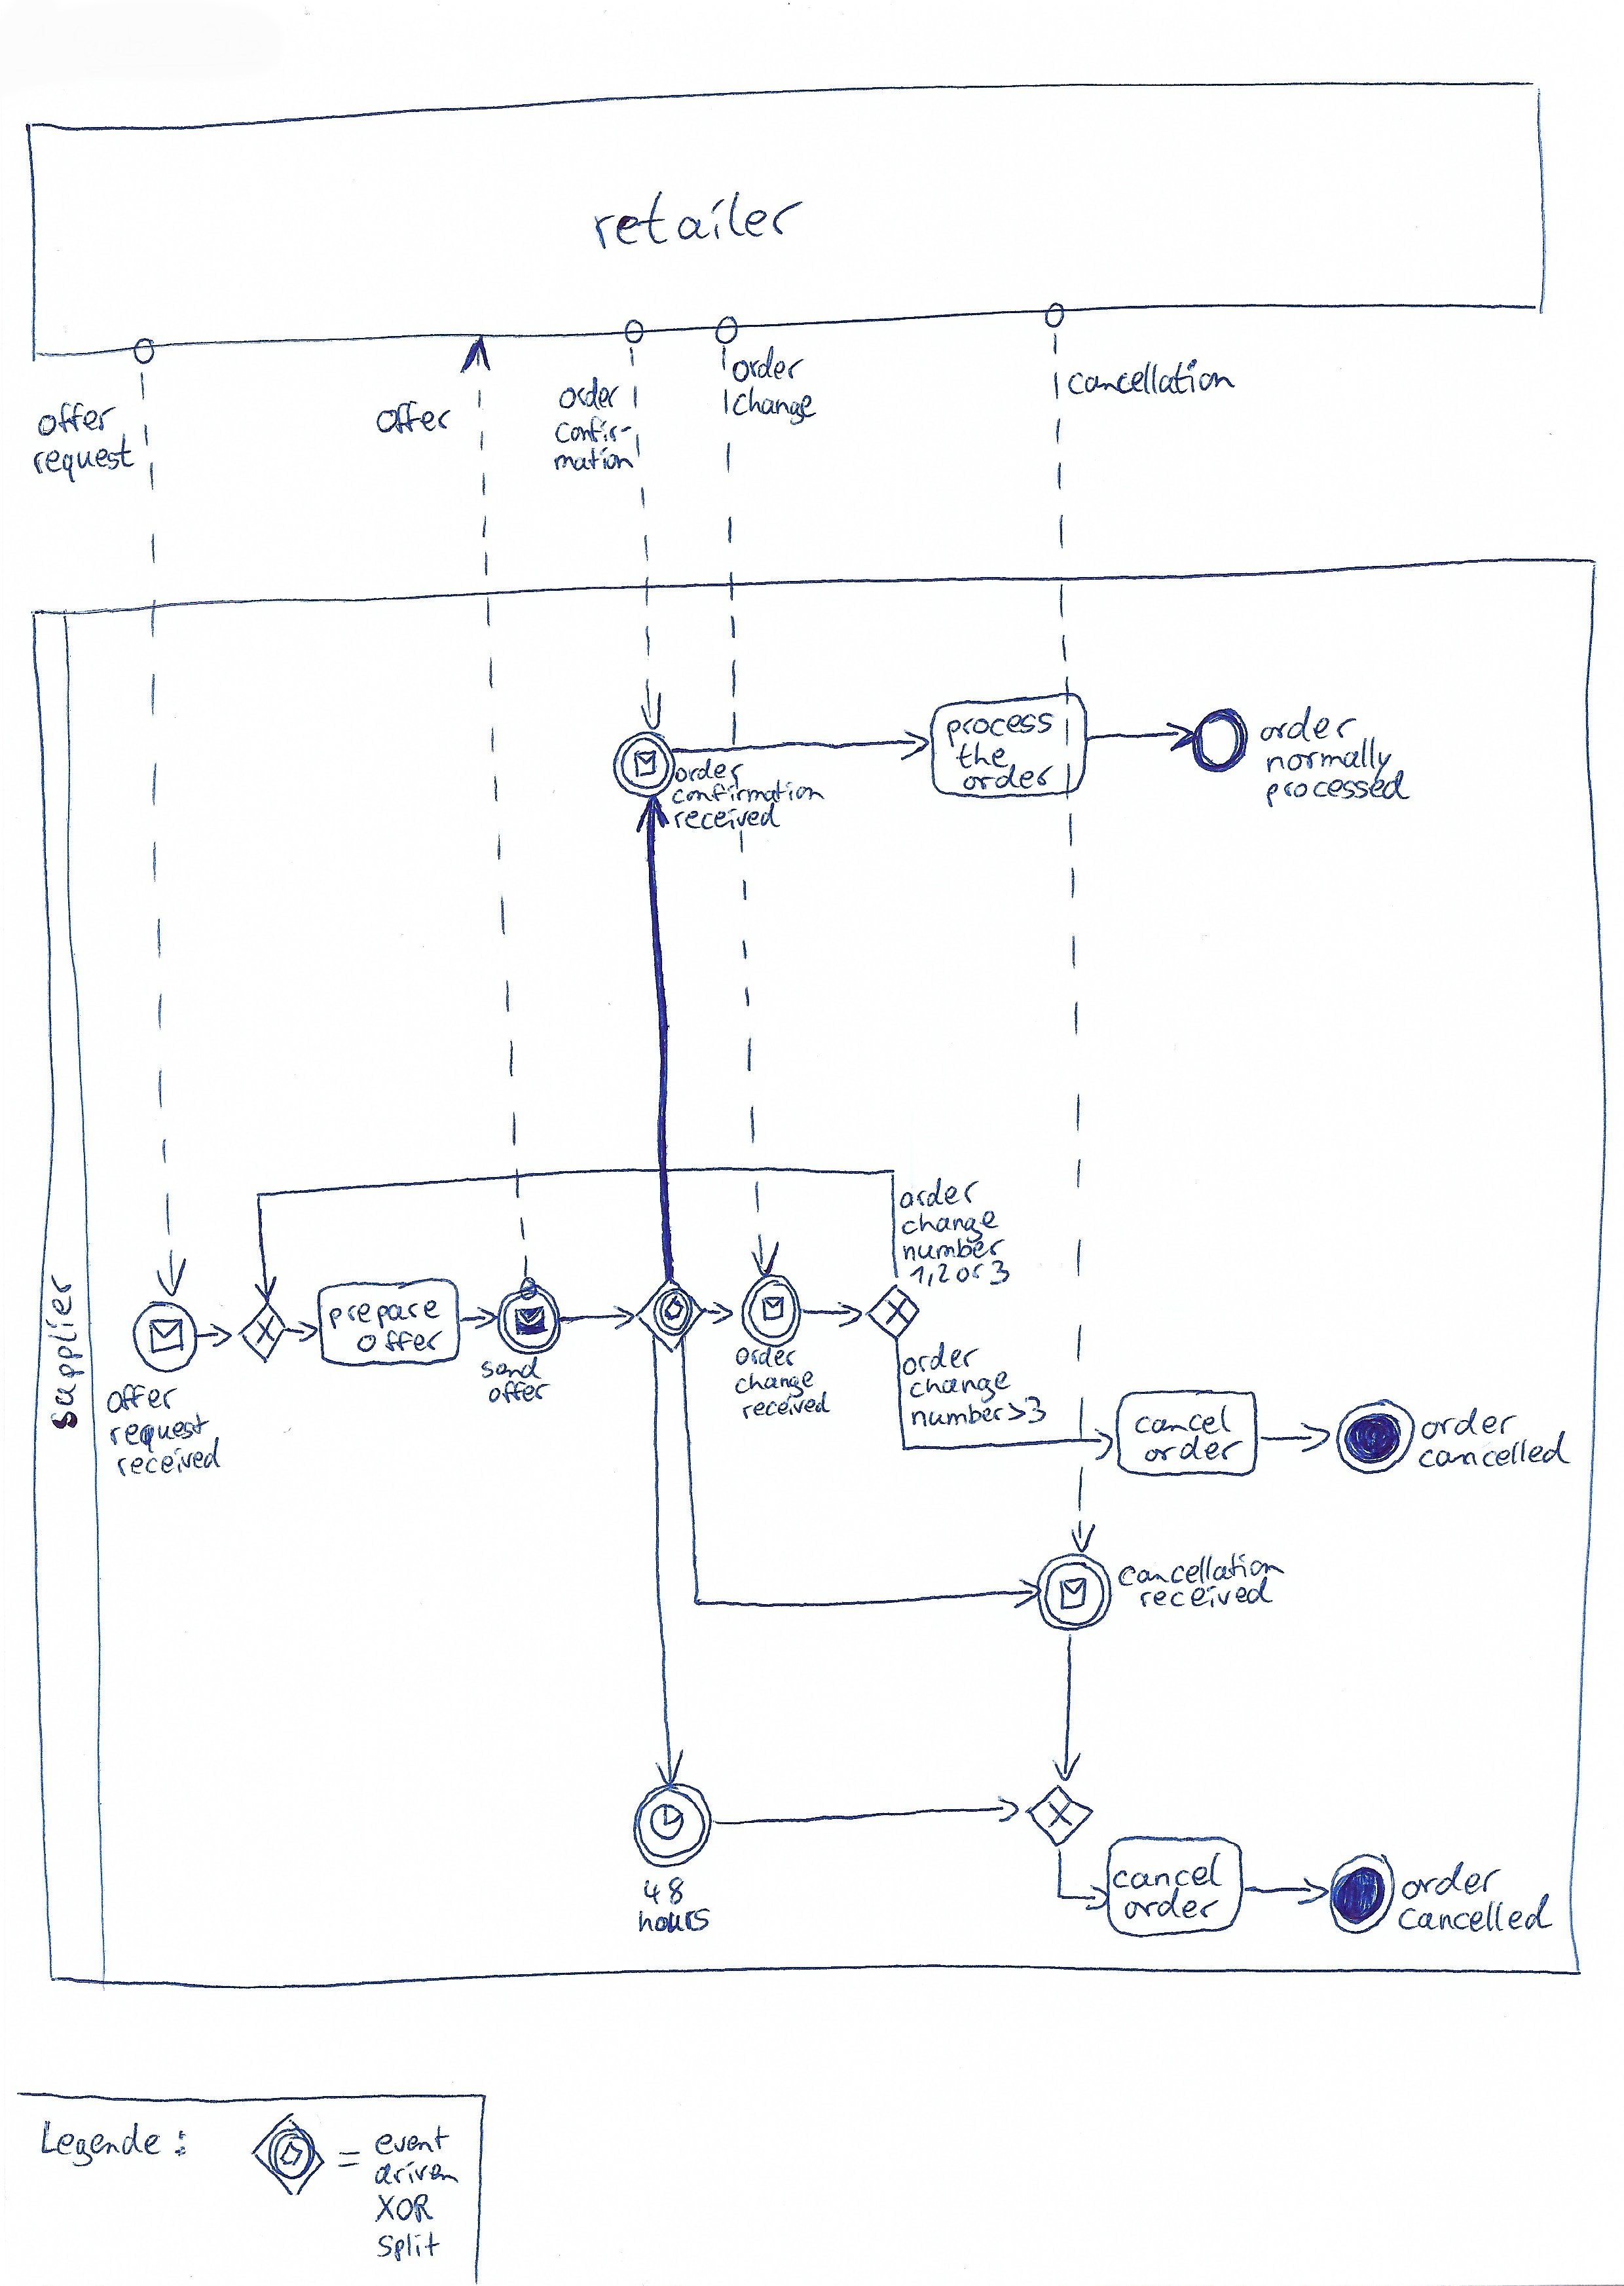 retailer
offer
request
offer
order
confir-
mation
order
change
cancellation
supplier
order
confirmation
received
process
the
order
order
normally
processed
offer
request
received
prepare
offer
send
offer
order
change
received
order
change
number
1,2 or 3
order
change
number>3
cancel
order
order
cancelled
cancellation
received
48
hours
cancel
order
order
cancelled
Legende :
= event
driven
XOR
split